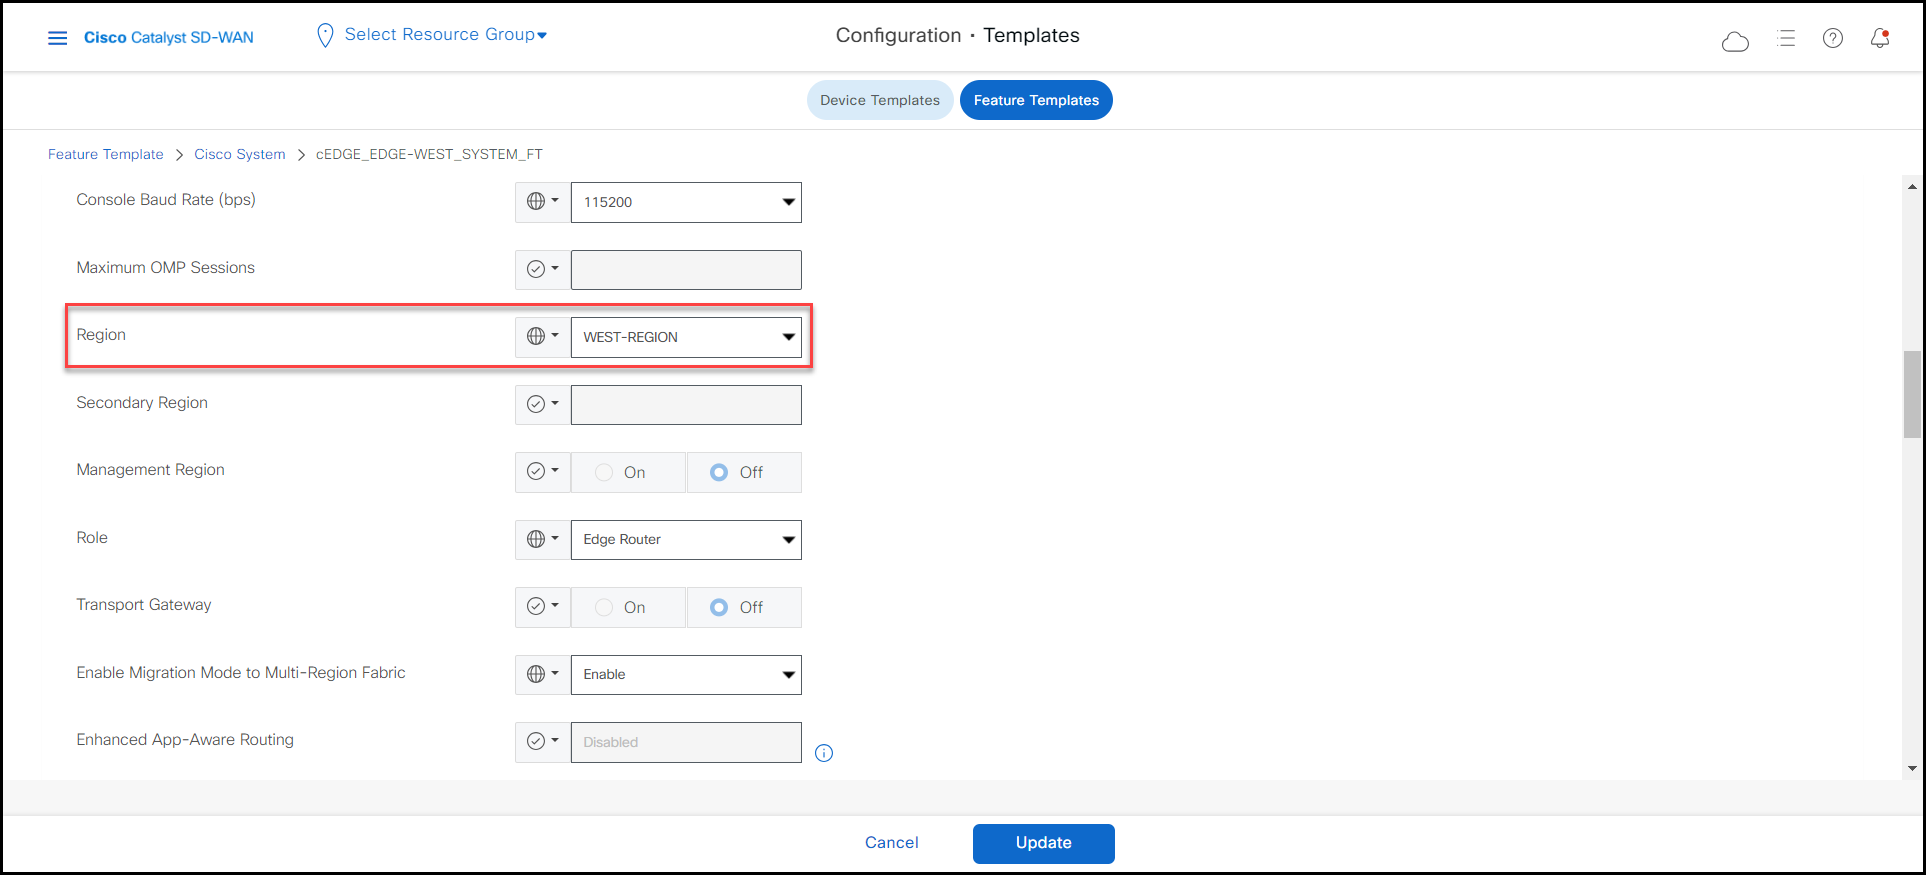 Cisco Catalyst SD-WAN
Select Resource Group
Configuration · Templates
Device Templates
Feature Templates
Feature Template > Cisco System > cEDGE_EDGE-WEST_SYSTEM_FT
Console Baud Rate (bps) 115200
Maximum OMP Sessions
Region WEST-REGION
Secondary Region
Management Region On Off
Role Edge Router
Transport Gateway On Off
Enable Migration Mode to Multi-Region Fabric Enable
Enhanced App-Aware Routing Disabled
Cancel Update